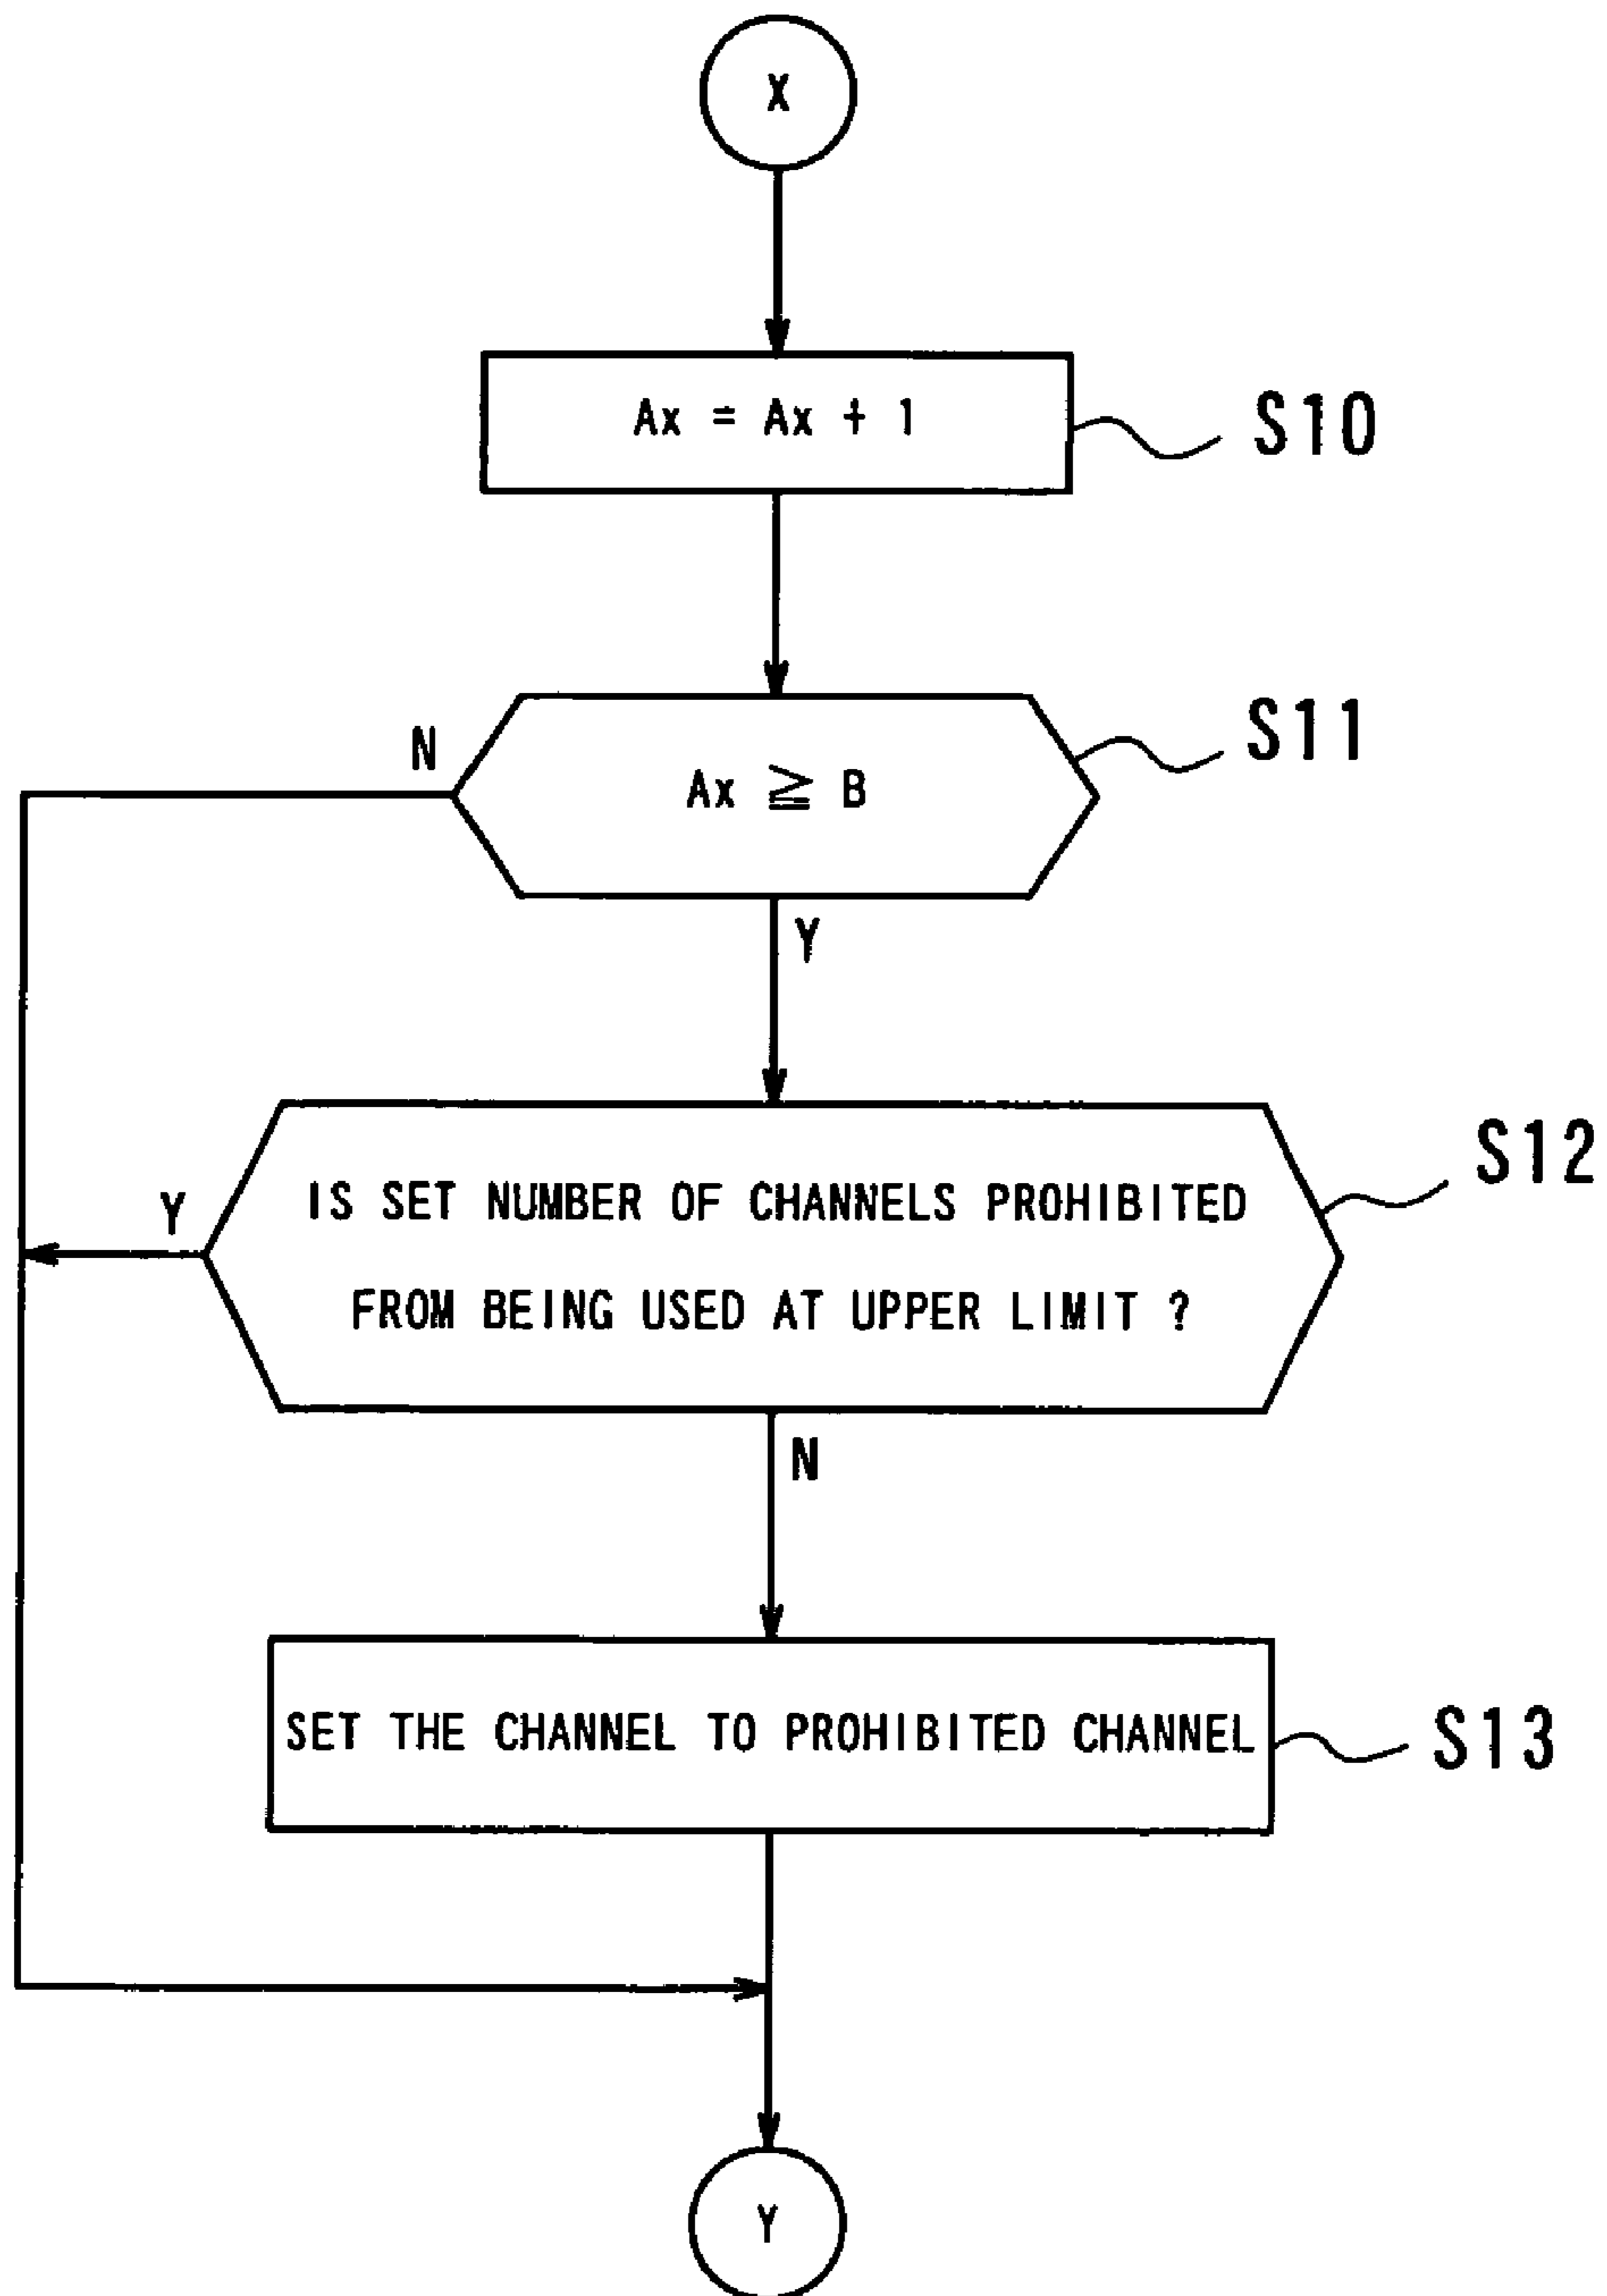 X
Ax = Ax + 1
S10
N
Ax ≧ B
S11
Y
IS SET NUMBER OF CHANNELS PROHIBITED
FROM BEING USED AT UPPER LIMIT ?
S12
Y
N
SET THE CHANNEL TO PROHIBITED CHANNEL
S13
Y